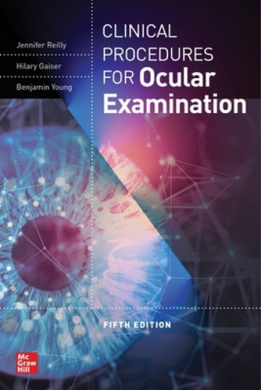 Jennifer Reilly
Hilary Gaiser
Benjamin Young
CLINICAL
PROCEDURES
FOR Ocular
Examination
FIFTH EDITION
Mc
Graw
Hill